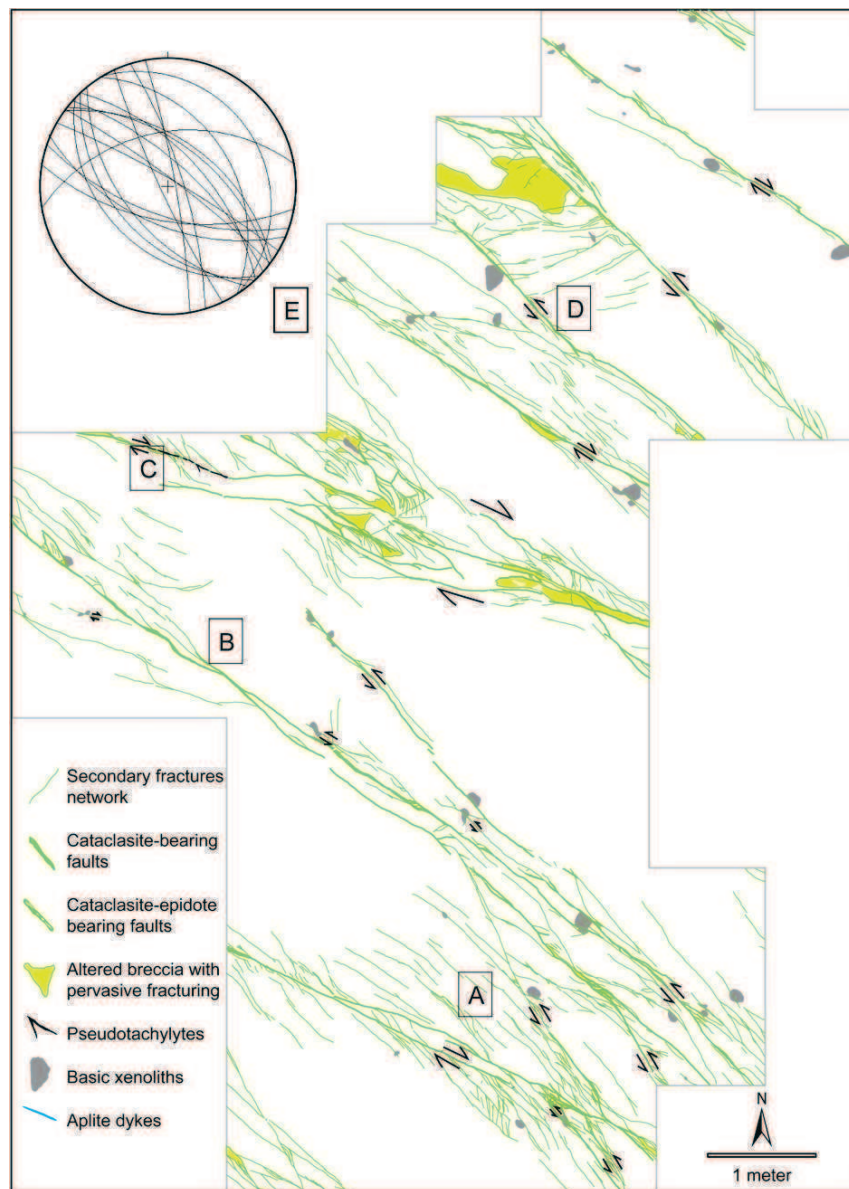 E
D
C
B
A
Secondary fractures
network
Cataclasite-bearing
faults
Cataclasite-epidote
bearing faults
Altered breccia with
pervasive fracturing
Pseudotachylytes
Basic xenoliths
Aplite dykes
N
1 meter